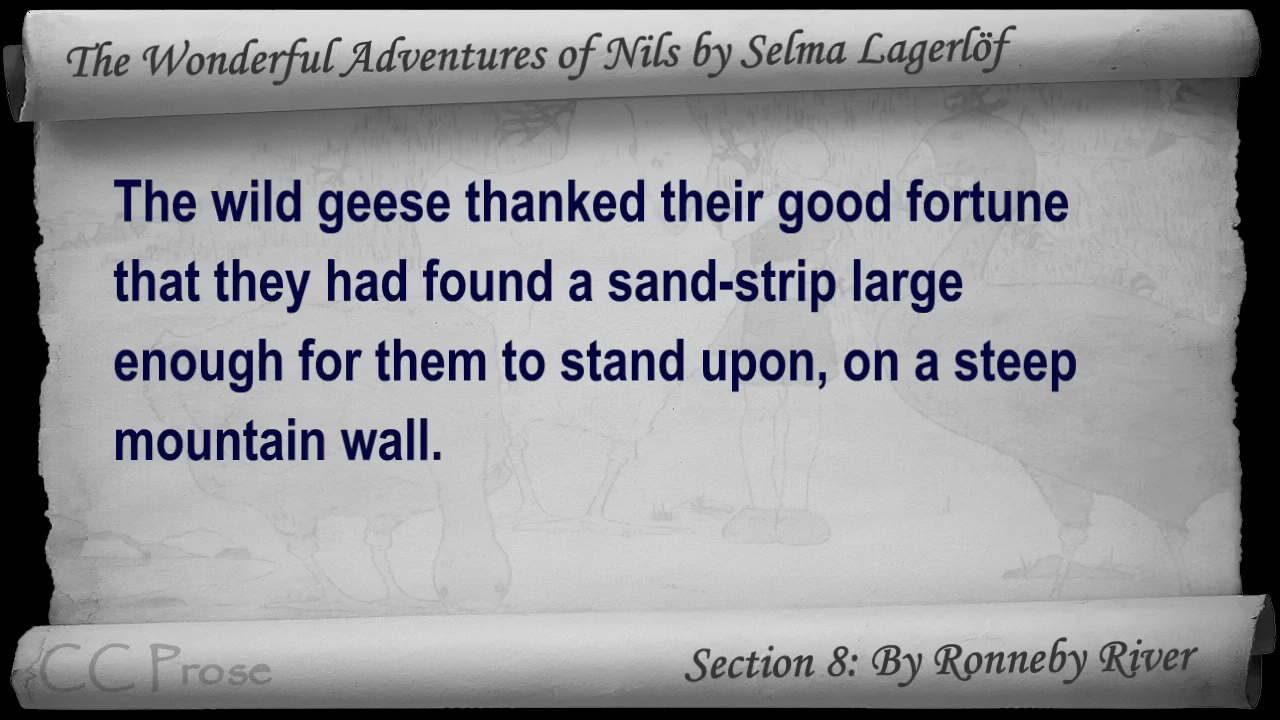 The Wonderful Adventures of Nils by Selma Lagerlöf
The wild geese thanked their good fortune
that they had found a sand-strip large
enough for them to stand upon, on a steep
mountain wall.
CC Prose
Section 8: By Ronneby River